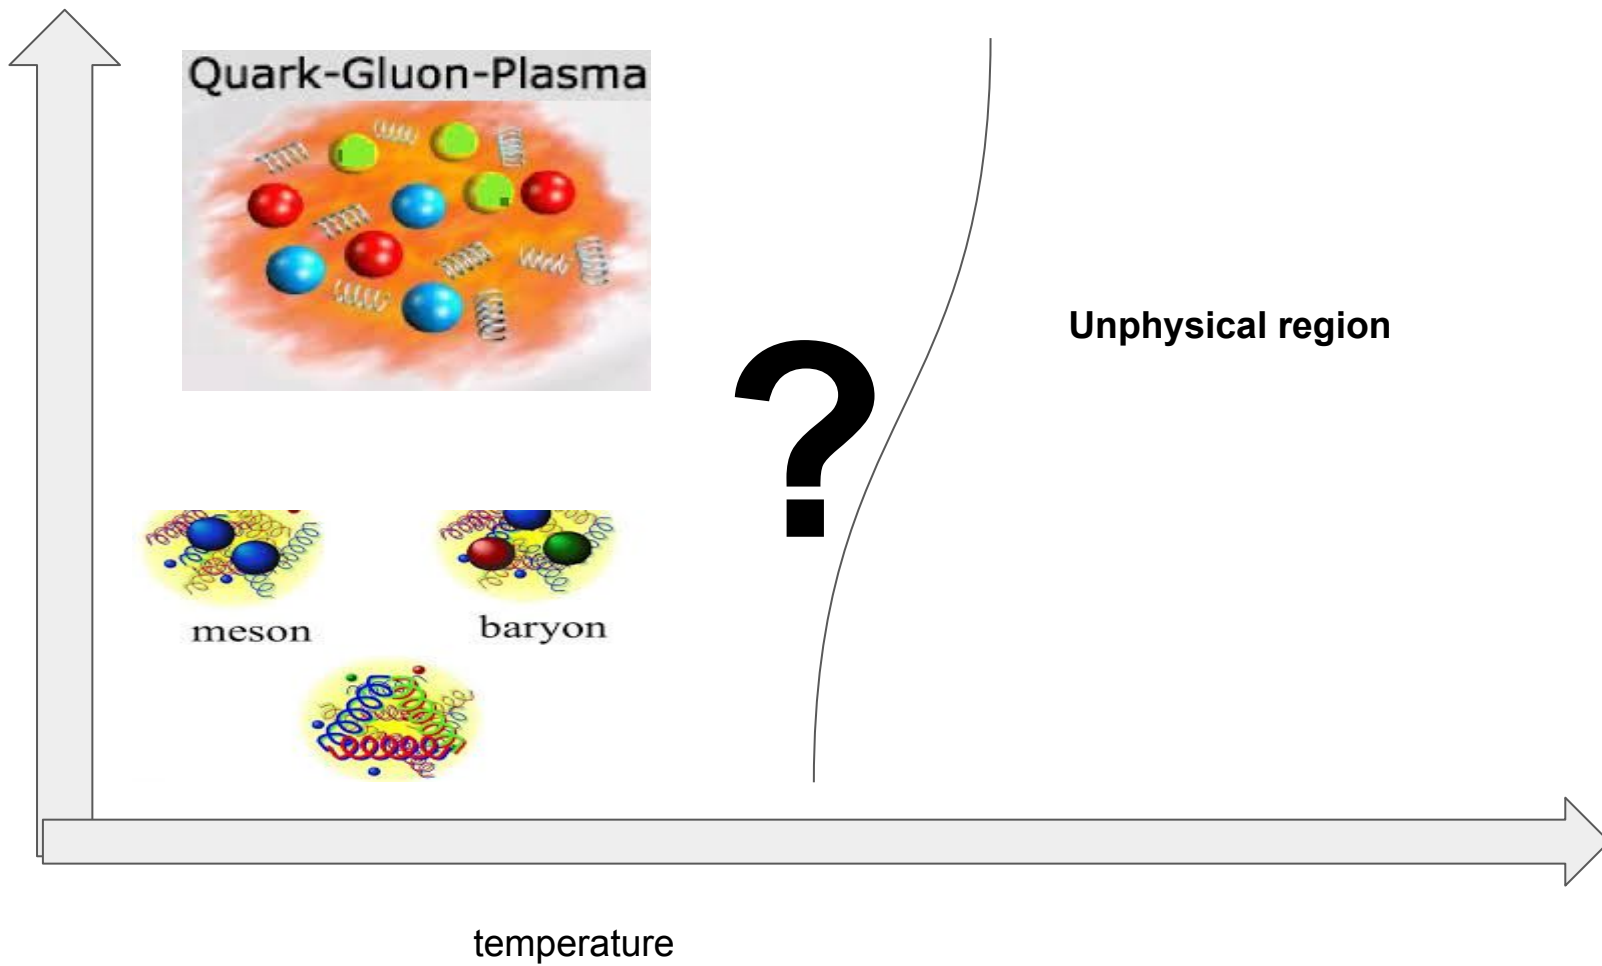 Quark-Gluon-Plasma
?
Unphysical region
meson
baryon
temperature